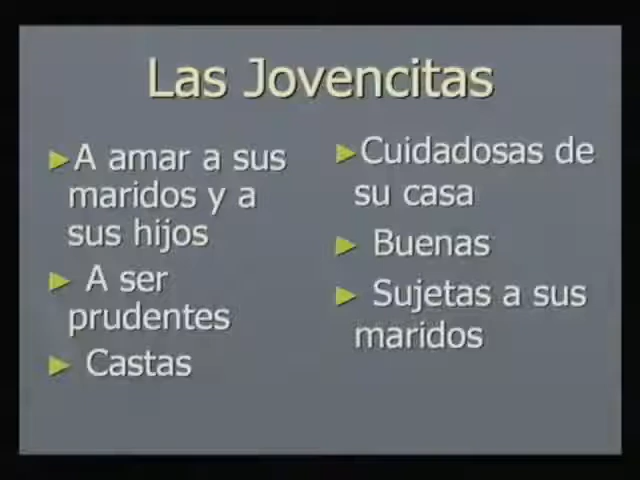 Las Jovencitas
►A amar a sus
maridos y a
sus hijos
► A ser
prudentes
► Castas
►Cuidadosas de
su casa
► Buenas
► Sujetas a sus
maridos